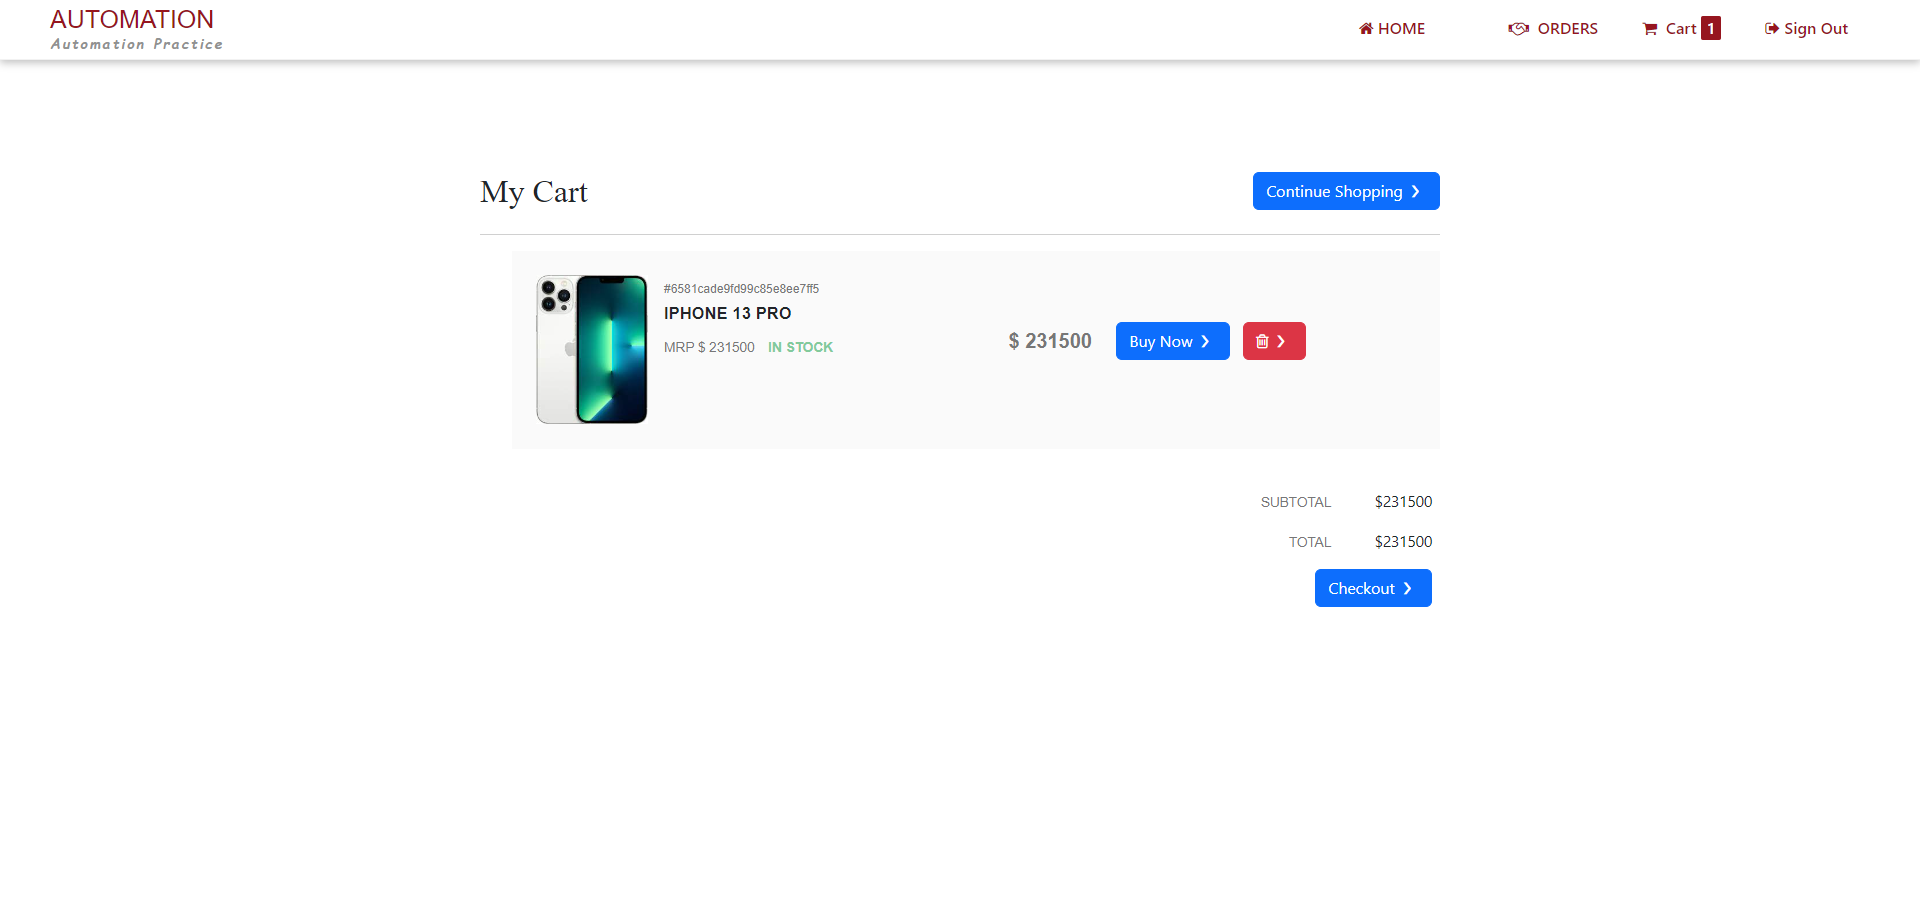 AUTOMATION
Automation Practice
HOME
ORDERS
Cart 1
Sign Out
My Cart
Continue Shopping
#6581cade9fd99c85e8ee7ff5
IPHONE 13 PRO
MRP $ 231500 IN STOCK
$ 231500
Buy Now
SUBTOTAL $231500
TOTAL $231500
Checkout